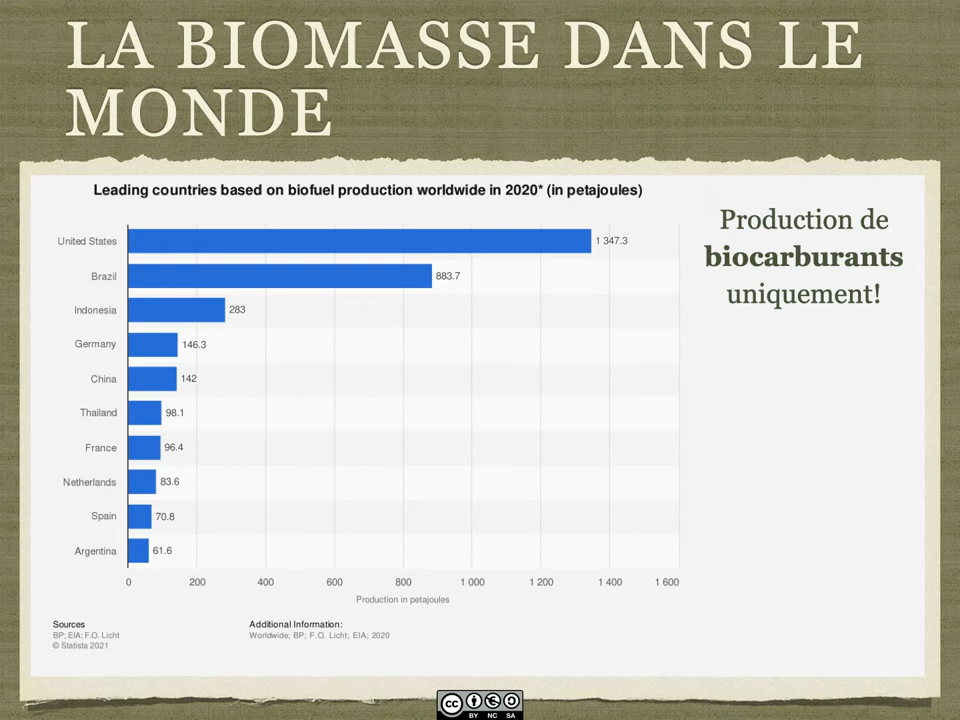 LA BIOMASSE DANS LE
MONDE
Leading countries based on biofuel production worldwide in 2020* (in petajoules)
Production de
biocarburants
uniquement!
United States 1 347.3
Brazil 883.7
Indonesia 283
Germany 146.3
China 142
Thailand 98.1
France 96.4
Netherlands 83.6
Spain 70.8
Argentina 61.6
0 200 400 600 800 1 000 1 200 1 400 1 600
Production in petajoules
Sources
BP; EIA; F.O. Licht
© Statista 2021
Additional Information:
Worldwide; BP; F.O. Licht; EIA; 2020
cc
BY NC SA